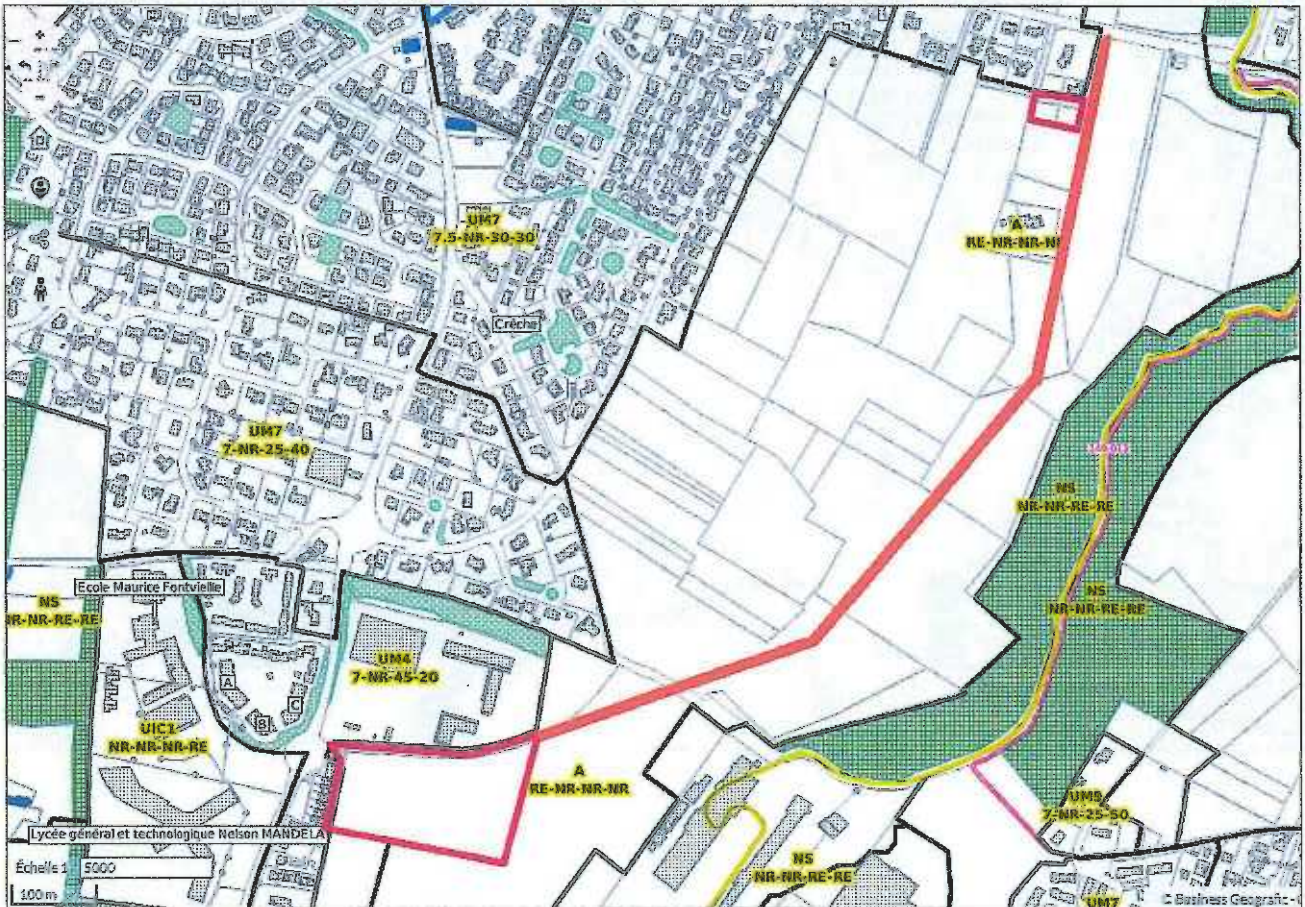 UM7
7.5-NR-30-30
A
RE-NR-NR-N
Crèche
UM7
7-NR-25-40
NS
NR-NR-RE-RE
NS
NR-NR-RE-RE
Ecole Maurice Fontvieille
NS
NR-NR-RE-RE
UM4
7-NR-45-20
A
B
C
UIC1
NR-NR-NR-RE
A
RE-NR-NR-NR
UM5
7-NR-25-50
Lycée général et technologique Nelson MANDELA
NS
NR-NR-RE-RE
Échelle 1 5000
100 m
UM7
© Business Geografic -